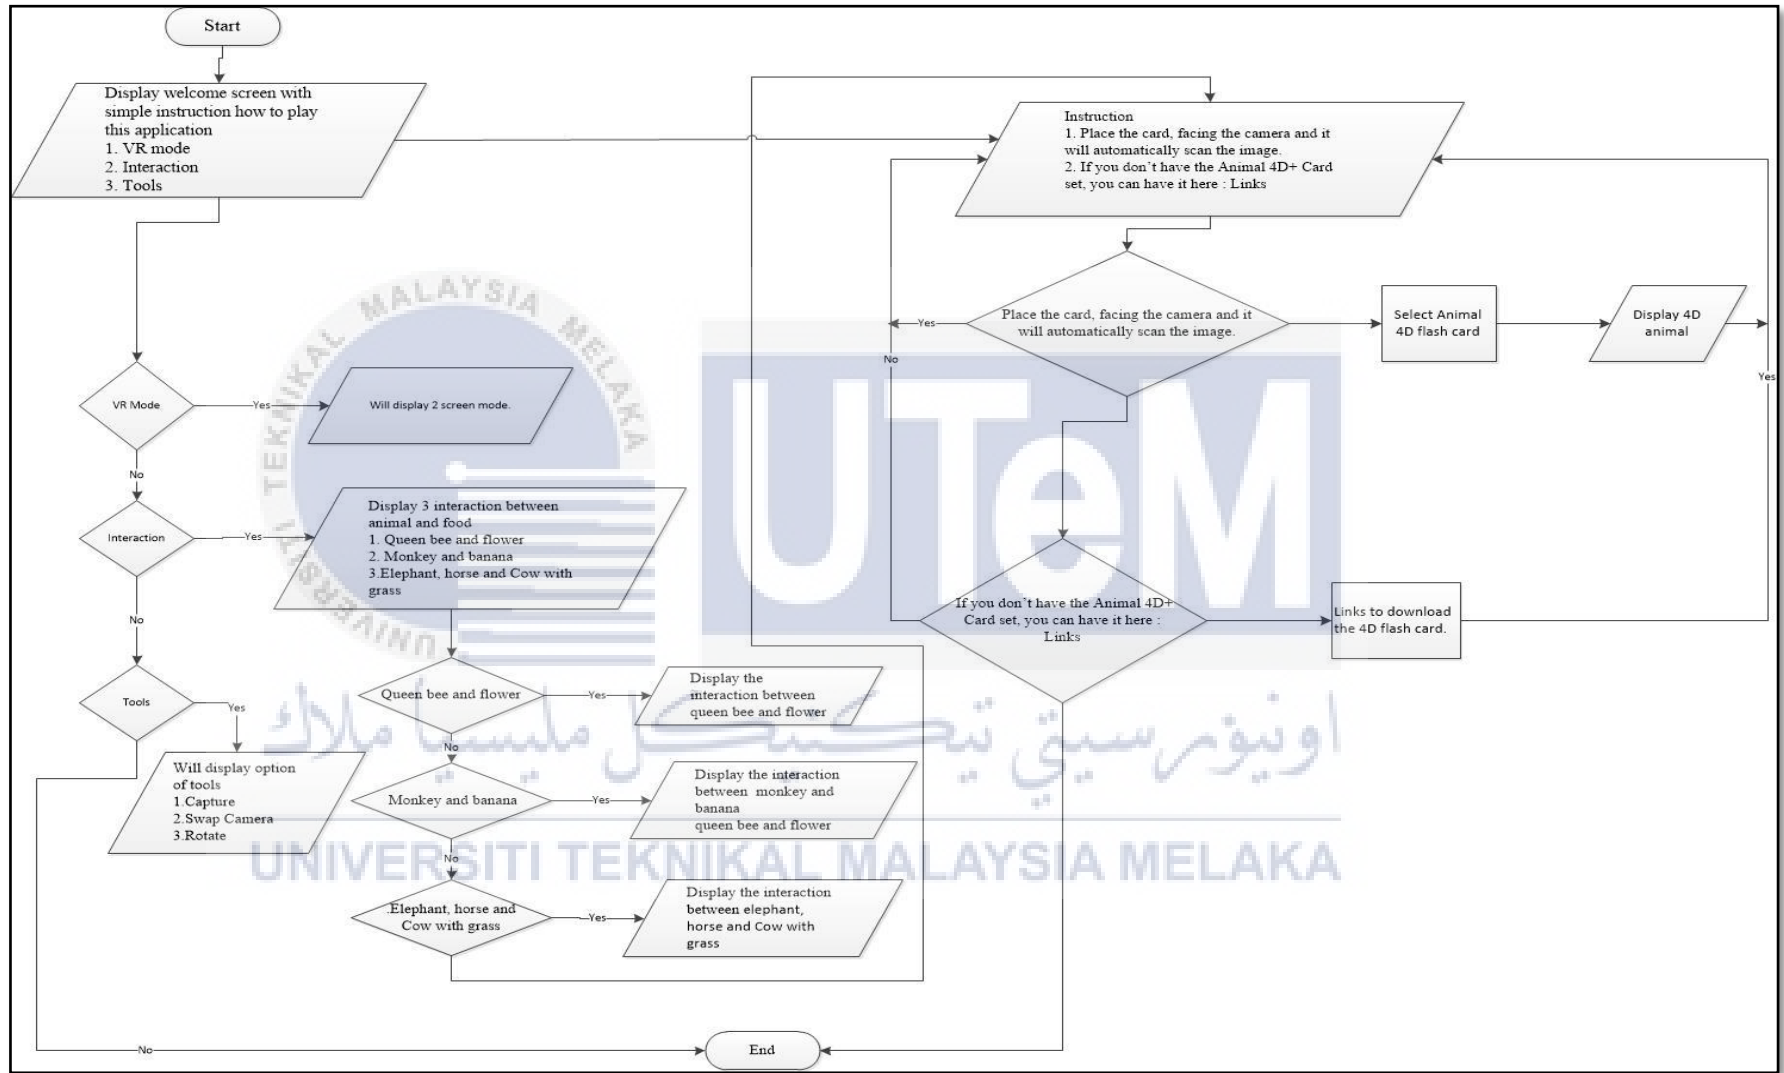 Start
Display welcome screen with
simple instruction how to play
this application
1. VR mode
2. Interaction
3. Tools
Instruction
1. Place the card, facing the camera and it
will automatically scan the image.
2. If you don`t have the Animal 4D+ Card
set, you can have it here : Links
Place the card, facing the camera and it
will automatically scan the image.
Yes
No
Select Animal
4D flash card
Display 4D
animal
Yes
VR Mode
Yes
Will display 2 screen mode.
No
Interaction
Yes
Display 3 interaction between
animal and food
1. Queen bee and flower
2. Monkey and banana
3.Elephant, horse and Cow with
grass
No
If you don`t have the Animal 4D+
Card set, you can have it here :
Links
Links to download
the 4D flash card.
Tools
Yes
Will display option
of tools
1.Capture
2.Swap Camera
3.Rotate
Queen bee and flower
Yes
Display the
interaction between
queen bee and flower
No
Monkey and banana
Yes
Display the interaction
between monkey and
banana
queen bee and flower
No
.Elephant, horse and
Cow with grass
Yes
Display the interaction
between elephant,
horse and Cow with
grass
No
End
UNIVERSITI TEKNIKAL MALAYSIA MELAKA
UTeM
اونيۏرسيتي تيكنيكل مليسيا ملاك
UNIVERSITI TEKNIKAL MALAYSIA MELAKA